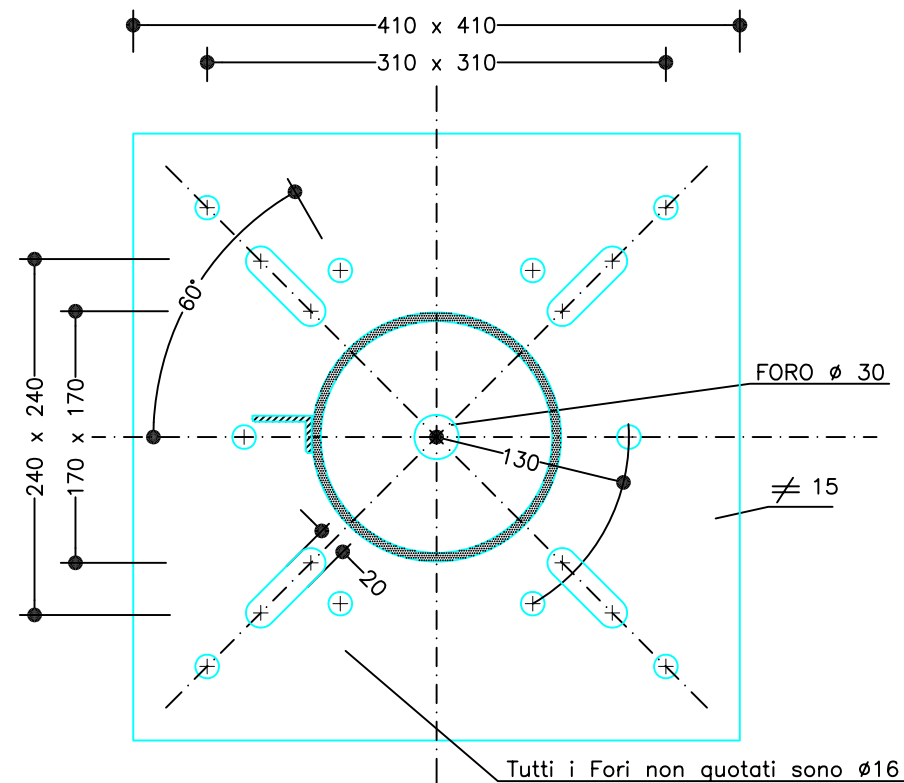 410 x 410
310 x 310
60°
240 x 240
170 x 170
FORO ø 30
130
≠ 15
20
Tutti i Fori non quotati sono ø16